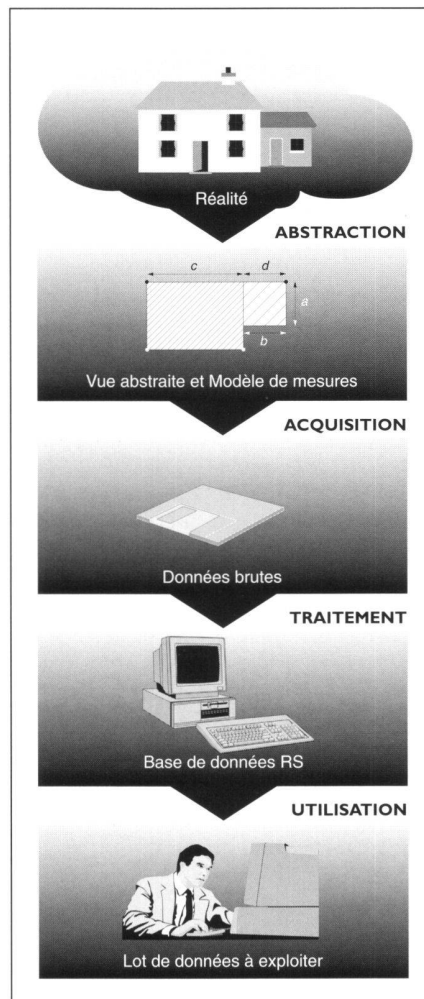 Réalité
ABSTRACTION
c d
a
b
Vue abstraite et Modèle de mesures
ACQUISITION
Données brutes
TRAITEMENT
Base de données RS
UTILISATION
Lot de données à exploiter